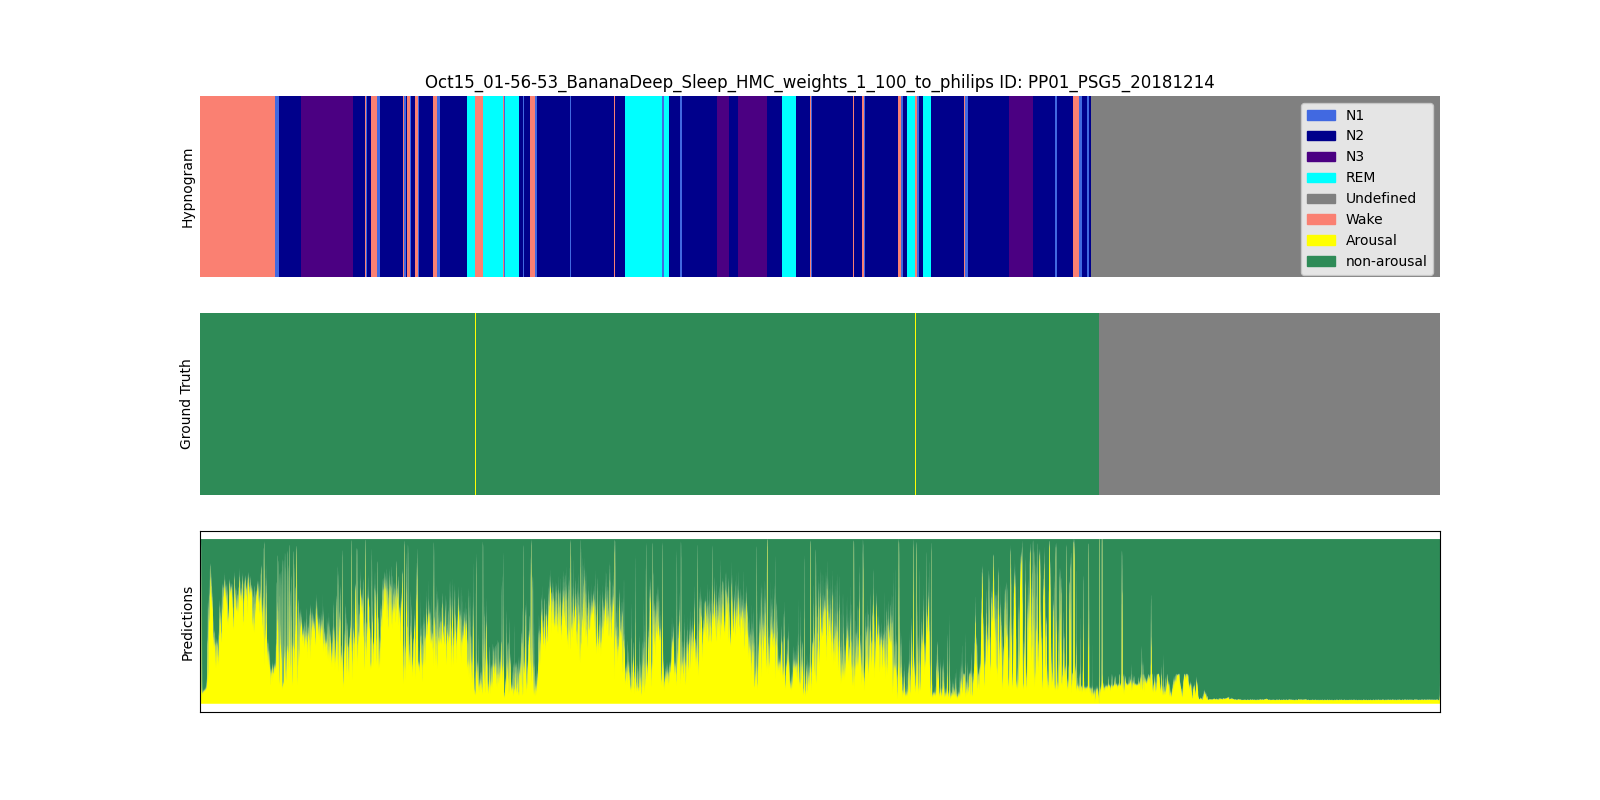 Oct15_01-56-53_BananaDeep_Sleep_HMC_weights_1_100_to_philips ID: PP01_PSG5_20181214
Hypnogram
N1
N2
N3
REM
Undefined
Wake
Arousal
non-arousal
Ground Truth
Predictions